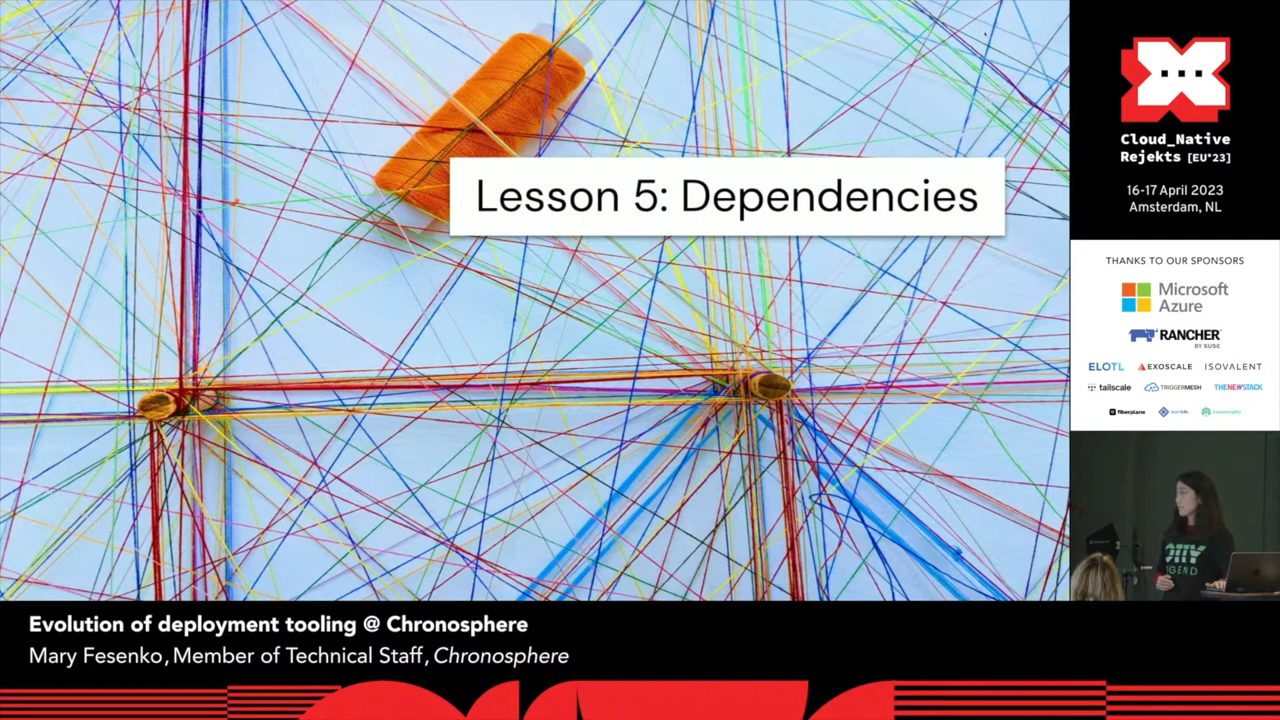 Lesson 5: Dependencies
Cloud_Native
Rejekts [EU'23]
16-17 April 2023
Amsterdam, NL
THANKS TO OUR SPONSORS
Microsoft
Azure
RANCHER
BY SUSE
ELOTL
EXOSCALE
ISOVALENT
tailscale
TRIGGERMESH
THENEWSTACK
fiberplane
Evolution of deployment tooling @ Chronosphere
Mary Fesenko, Member of Technical Staff, Chronosphere